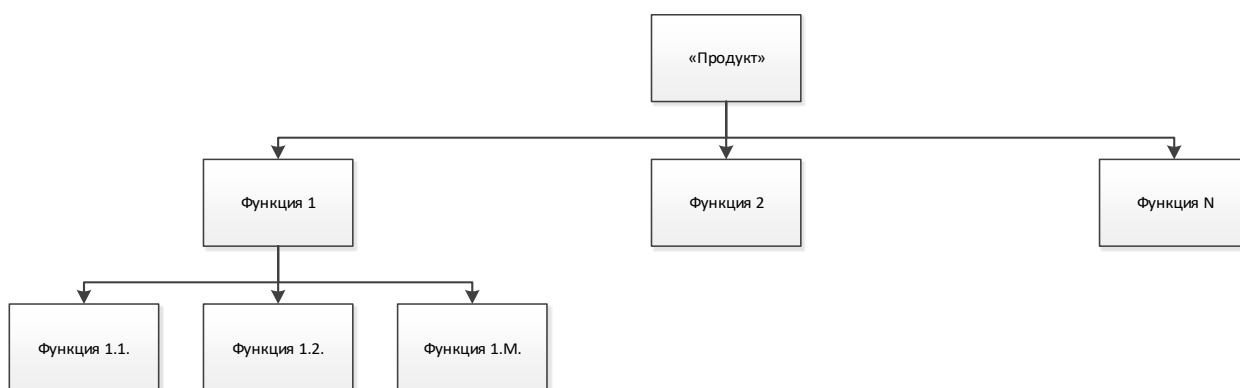 «Продукт»
Функция 1
Функция 2
Функция N
Функция 1.1.
Функция 1.2.
Функция 1.М.